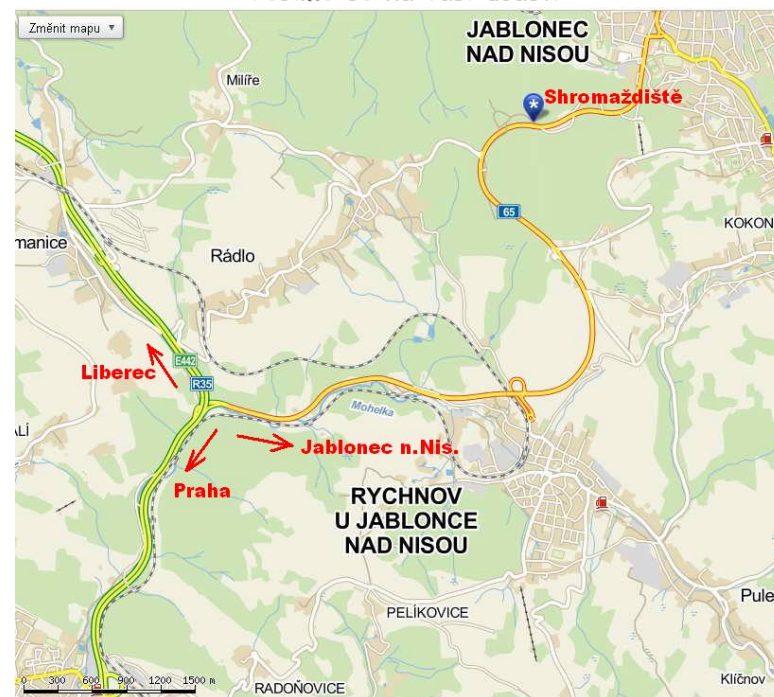 Změnit mapu
JABLONEC
NAD NISOU
Milíře
Shromaždiště
65
KOKON
manice
Rádlo
E442
Liberec
R35
Mohelka
Jablonec n.Nis.
Praha
RYCHNOV
U JABLONCE
NAD NISOU
Pule
PELÍKOVICE
Klíčnov
RADOŇOVICE
0 300 600 900 1200 1500 m